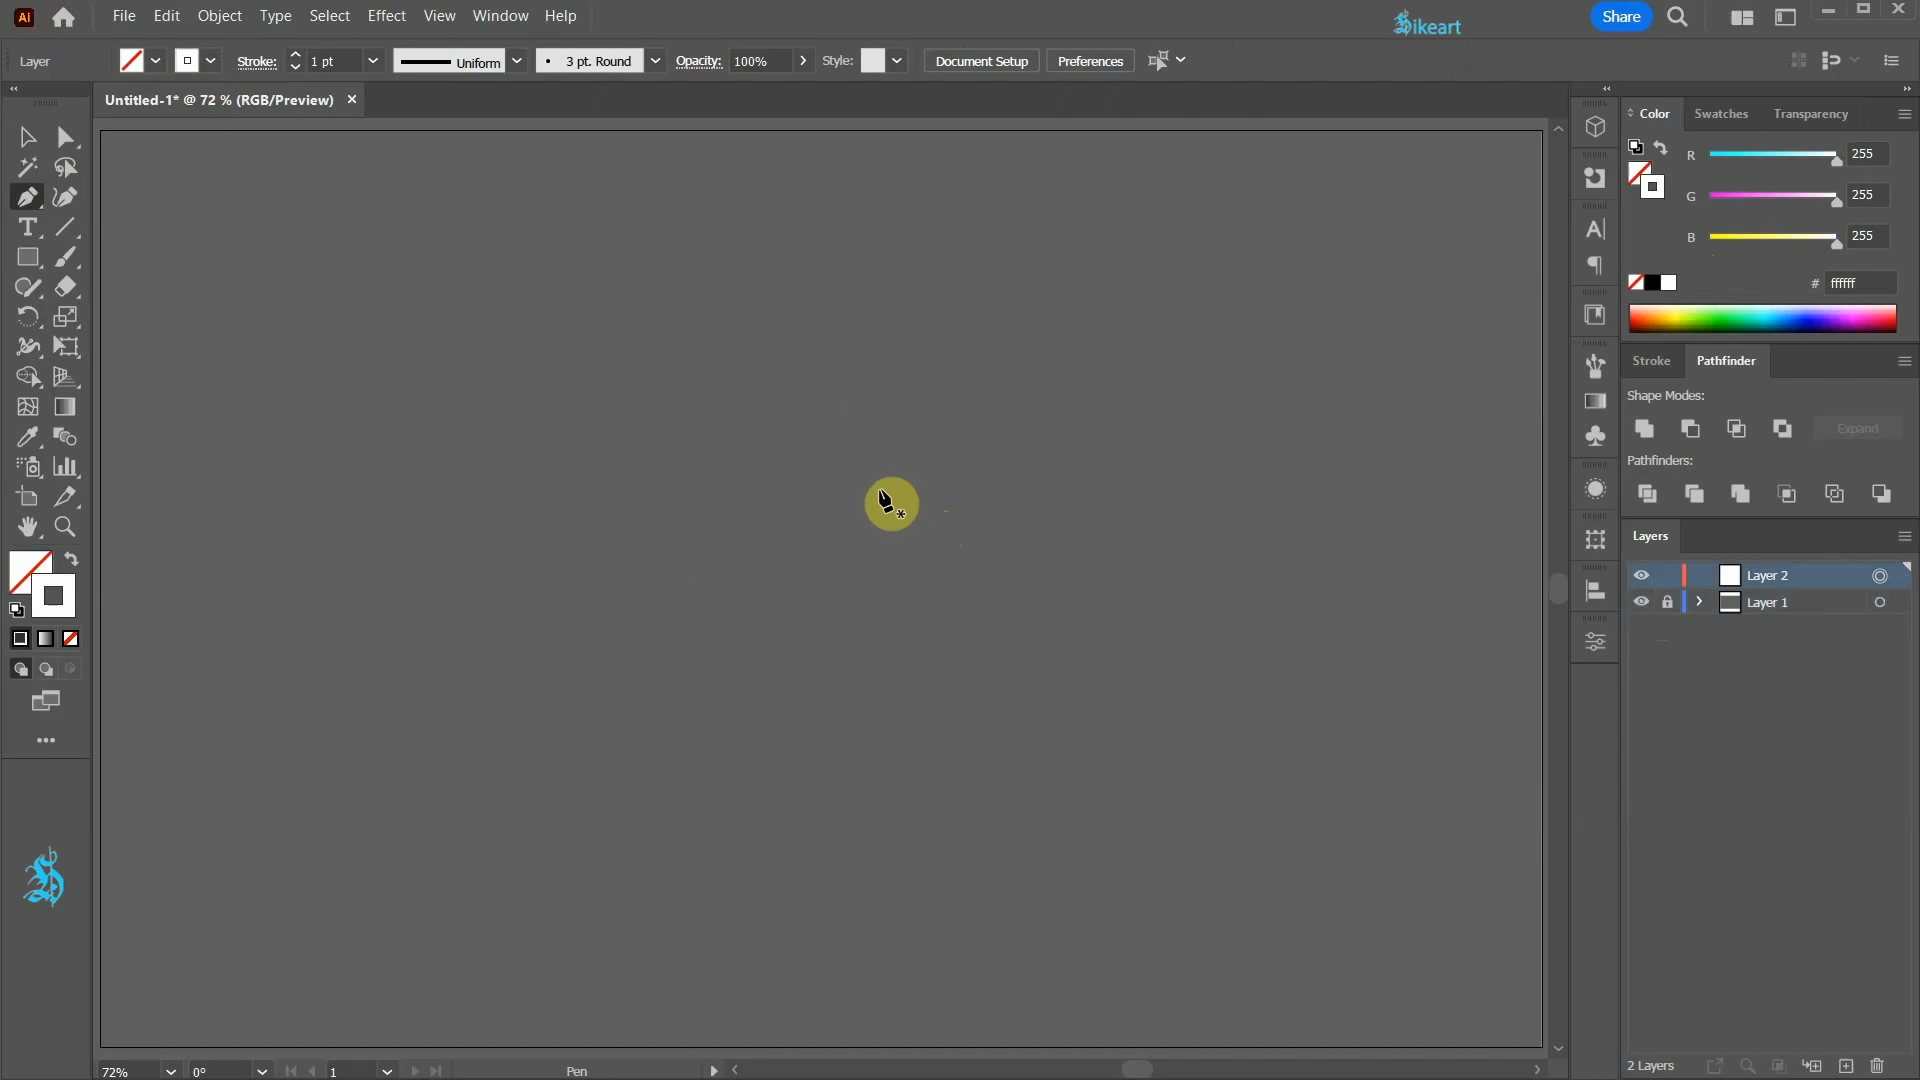 Ai File Edit Object Type Select Effect View Window Help Sikeart Share
Layer Stroke: 1 pt Uniform 3 pt. Round Opacity: 100% Style: Document Setup Preferences
Untitled-1* @ 72 % (RGB/Preview)
Color Swatches Transparency
R 255
G 255
B 255
# ffffff
Stroke Pathfinder
Shape Modes:
Expand
Pathfinders:
Layers
Layer 2
Layer 1
72% 0° 1 Pen 2 Layers